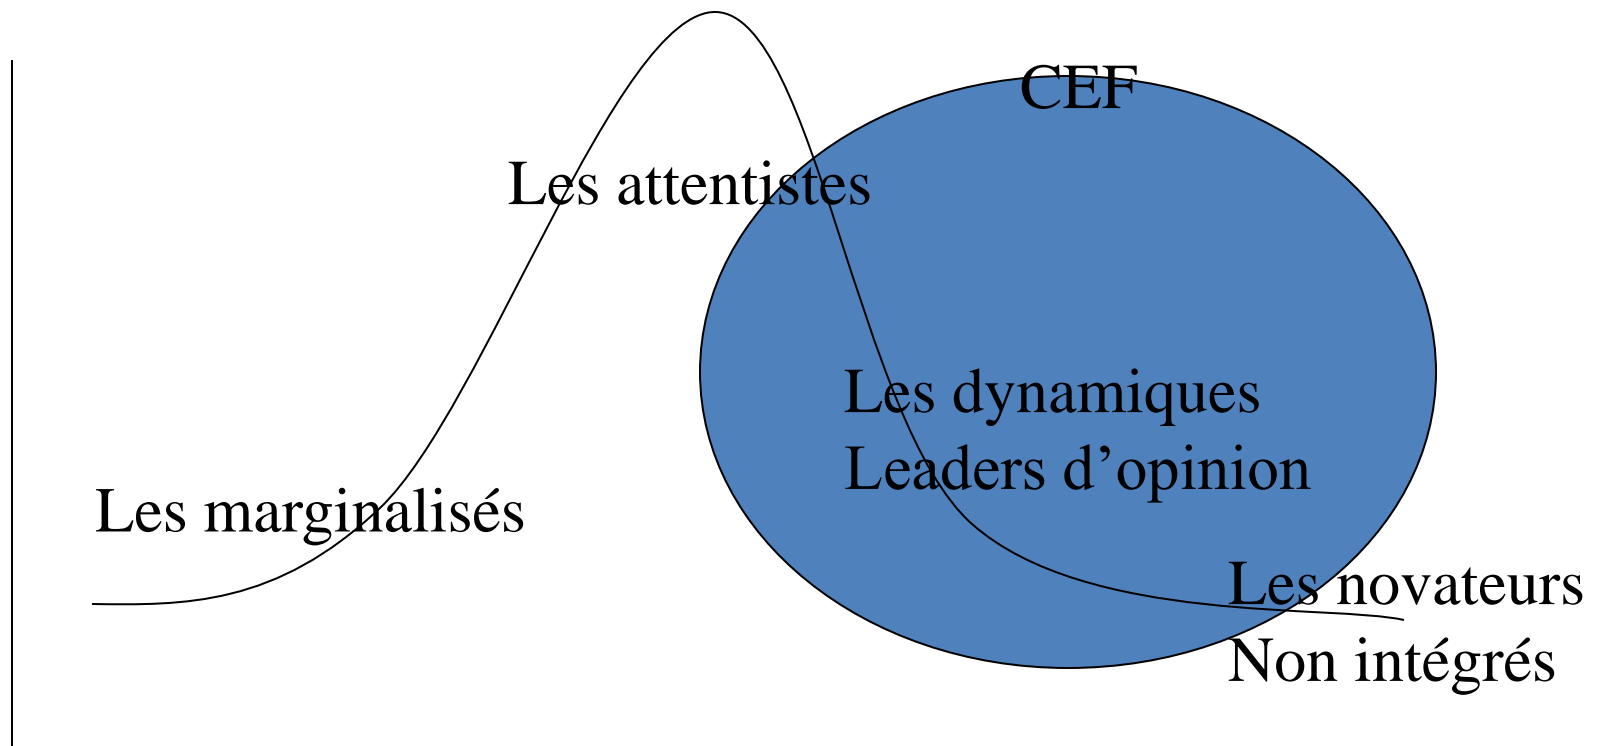 CEF
Les attentistes
Les dynamiques
Leaders d’opinion
Les marginalisés
Les novateurs
Non intégrés